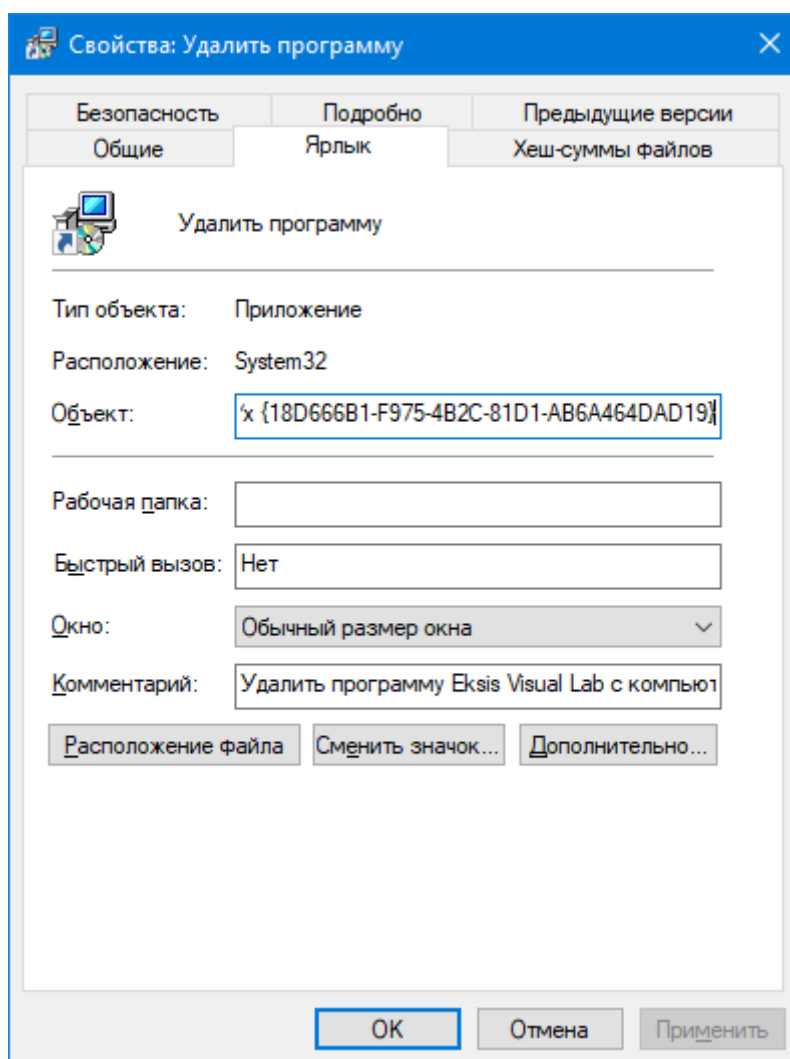 Свойства: Удалить программу
Безопасность Подробно Предыдущие версии
Общие Ярлык Хеш-суммы файлов
Удалить программу
Тип объекта: Приложение
Расположение: System32
Объект: x {18D666B1-F975-4B2C-81D1-AB6A464DAD19}
Рабочая папка:
Быстрый вызов: Нет
Окно: Обычный размер окна
Комментарий: Удалить программу Eksis Visual Lab с компьют
Расположение файла Сменить значок... Дополнительно...
OK Отмена Применить